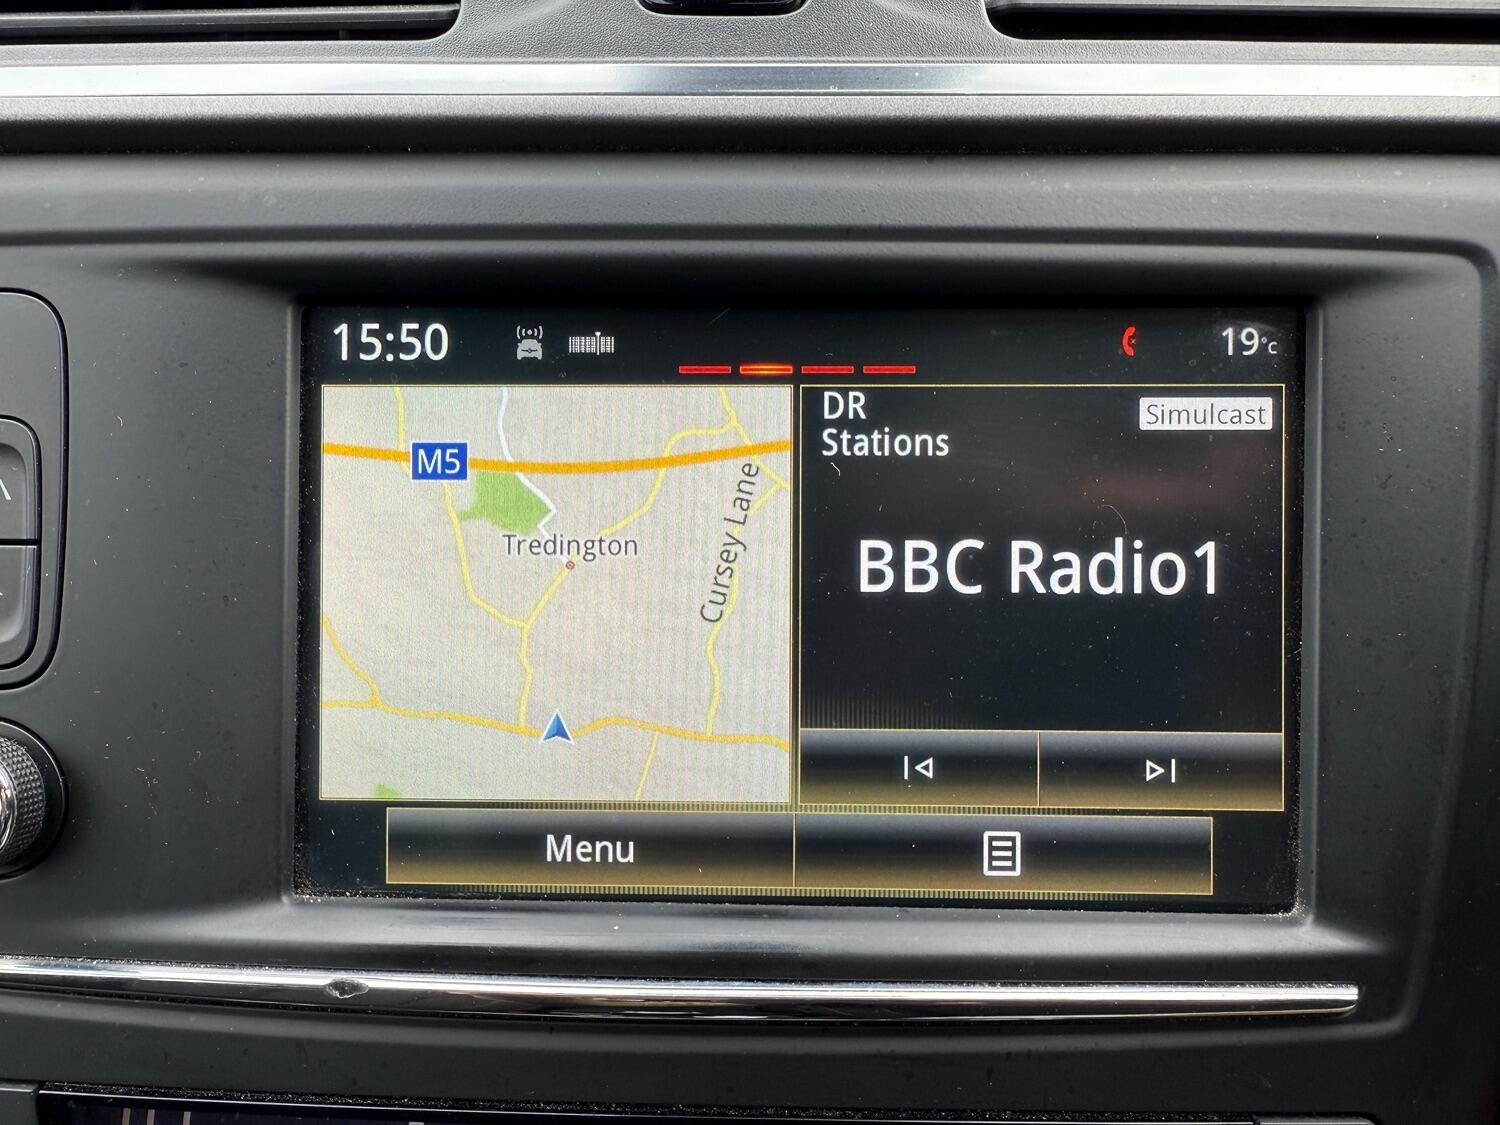 15:50
19°C
M5
Tredington
Cursey Lane
DR
Stations
Simulcast
BBC Radio1
Menu